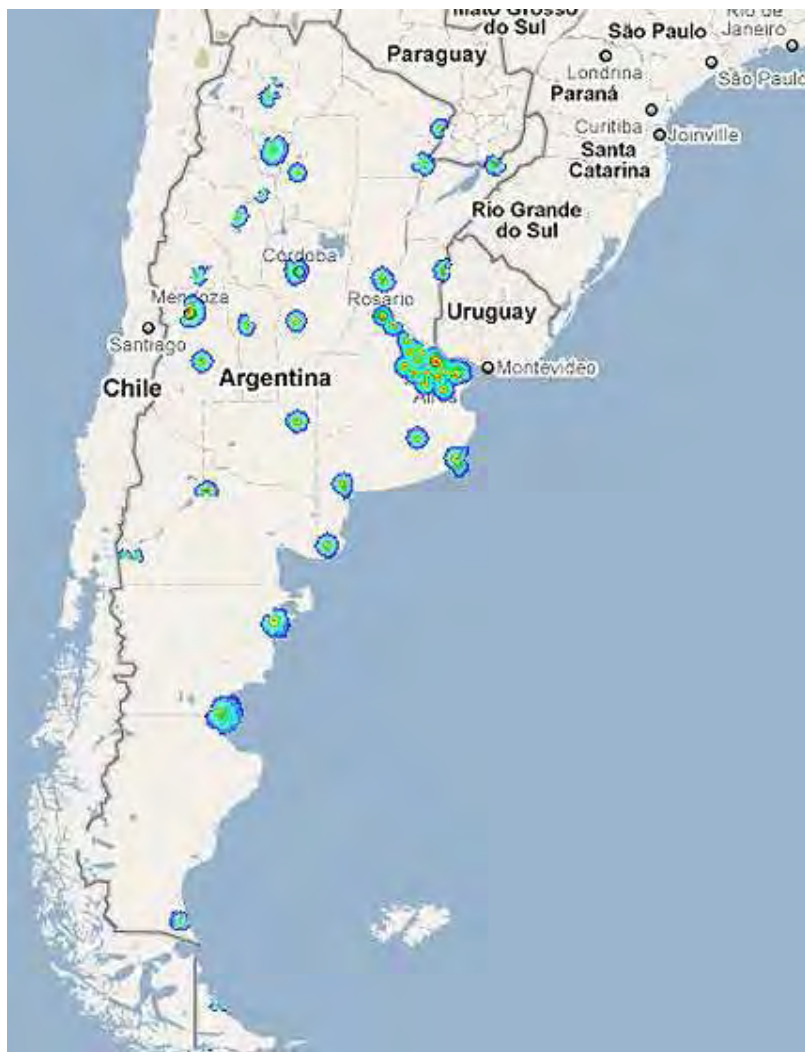 Mato Grosso
do Sul
Rio de
Janeiro
São Paulo
Paraguay
Londrina
São Paulo
Paraná
Curitiba
Joinville
Santa
Catarina
Rio Grande
do Sul
Córdoba
Mendoza
Rosario
Uruguay
Santiago
Montevideo
Argentina
Chile
Aires